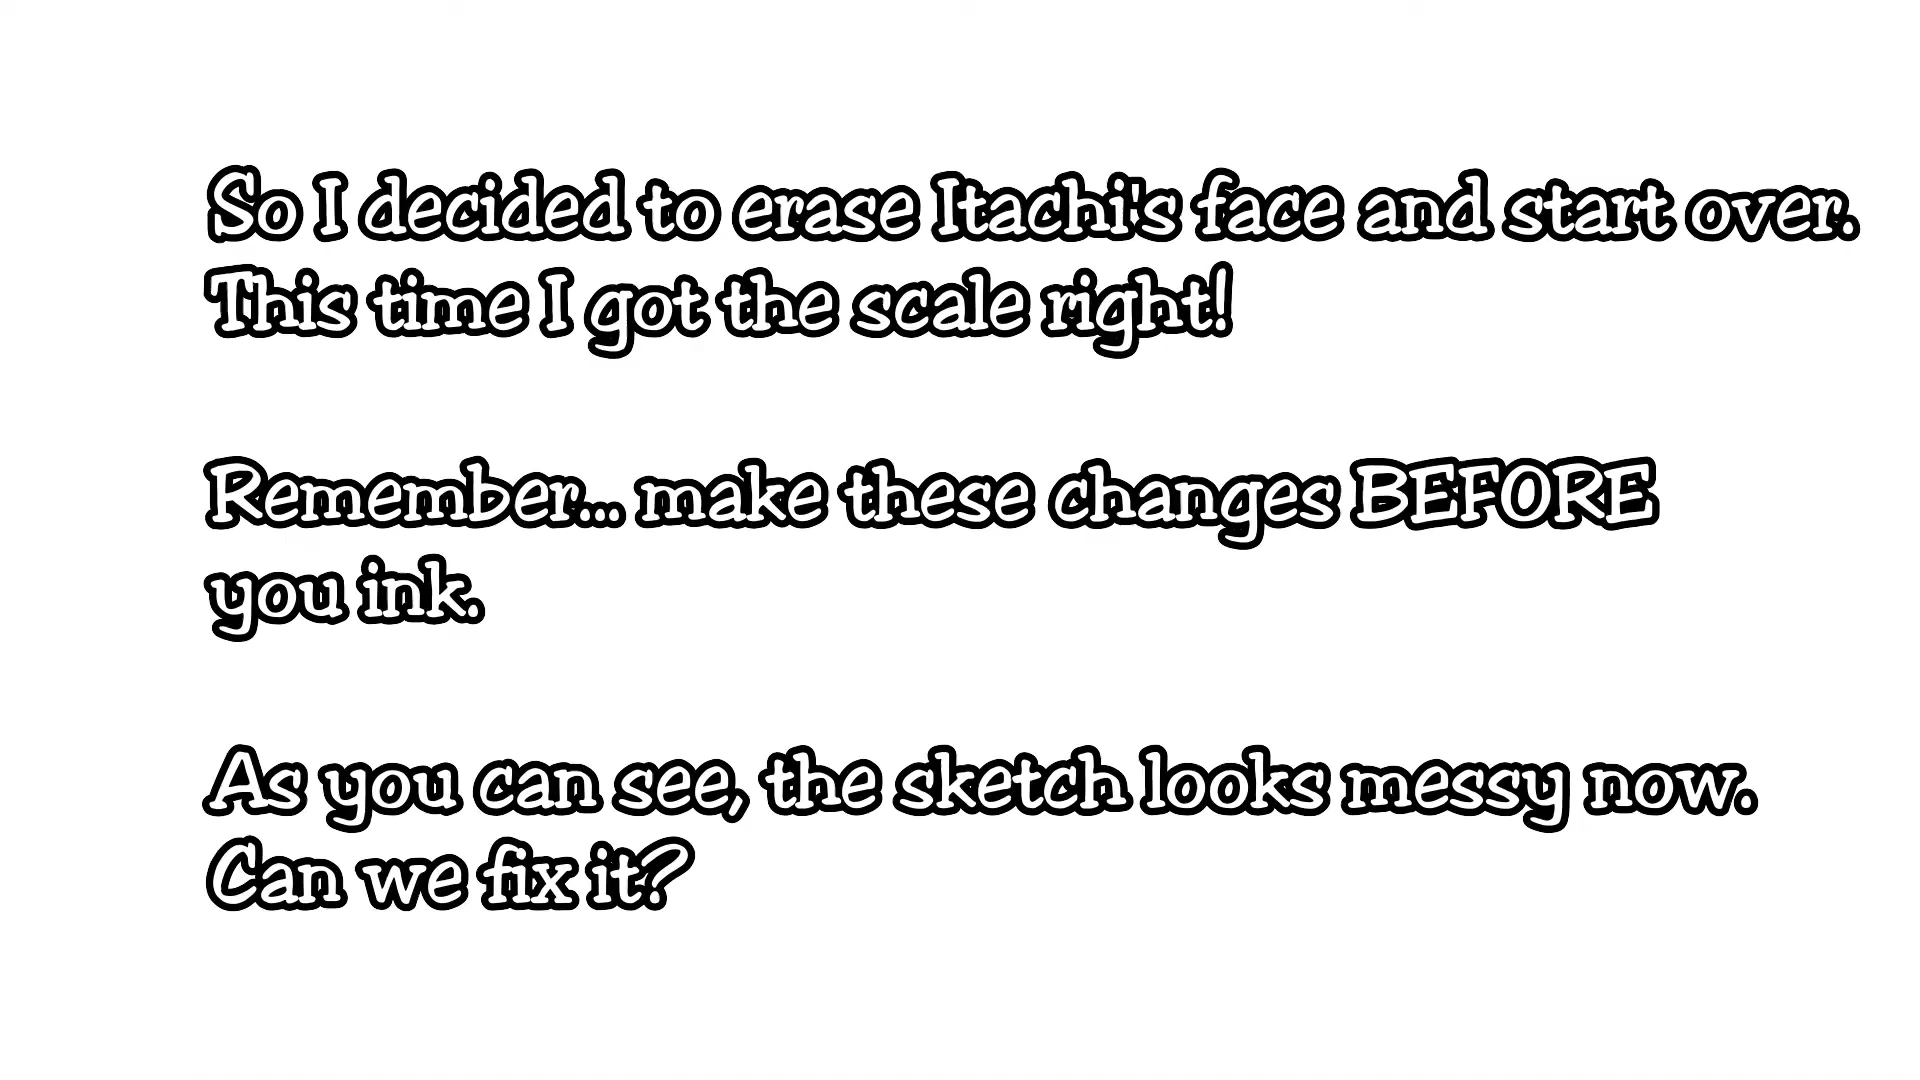 So I decided to erase Itachi's face and start over.
This time I got the scale right!
Remember... make these changes BEFORE
you ink.
As you can see, the sketch looks messy now.
Can we fix it?